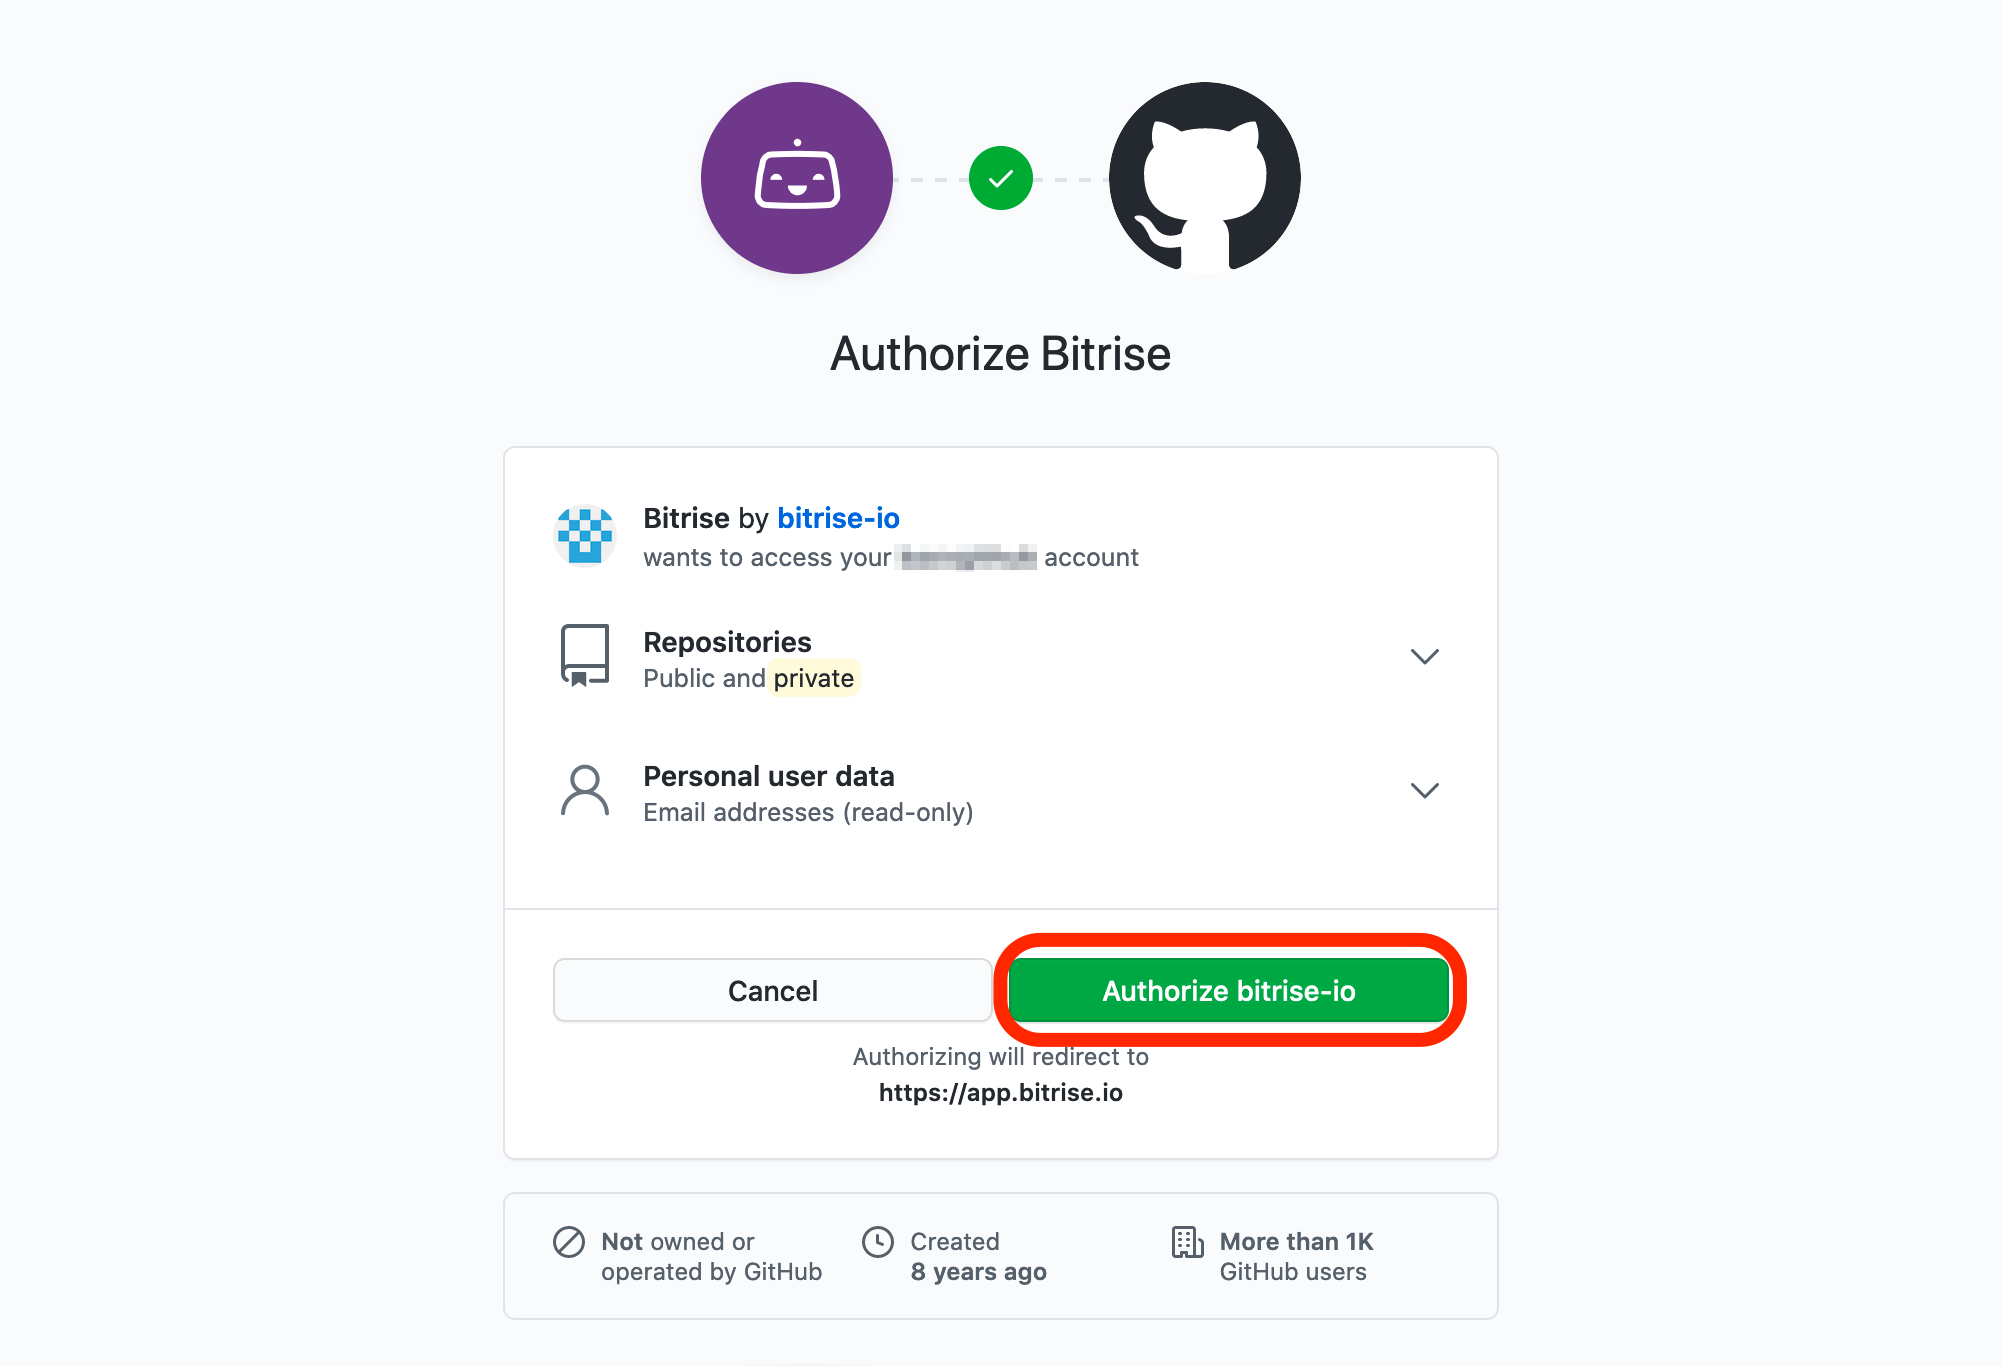 Authorize Bitrise
Bitrise by bitrise-io
wants to access your account
Repositories
Public and private
Personal user data
Email addresses (read-only)
Cancel
Authorize bitrise-io
Authorizing will redirect to
https://app.bitrise.io
Not owned or
operated by GitHub
Created
8 years ago
More than 1K
GitHub users